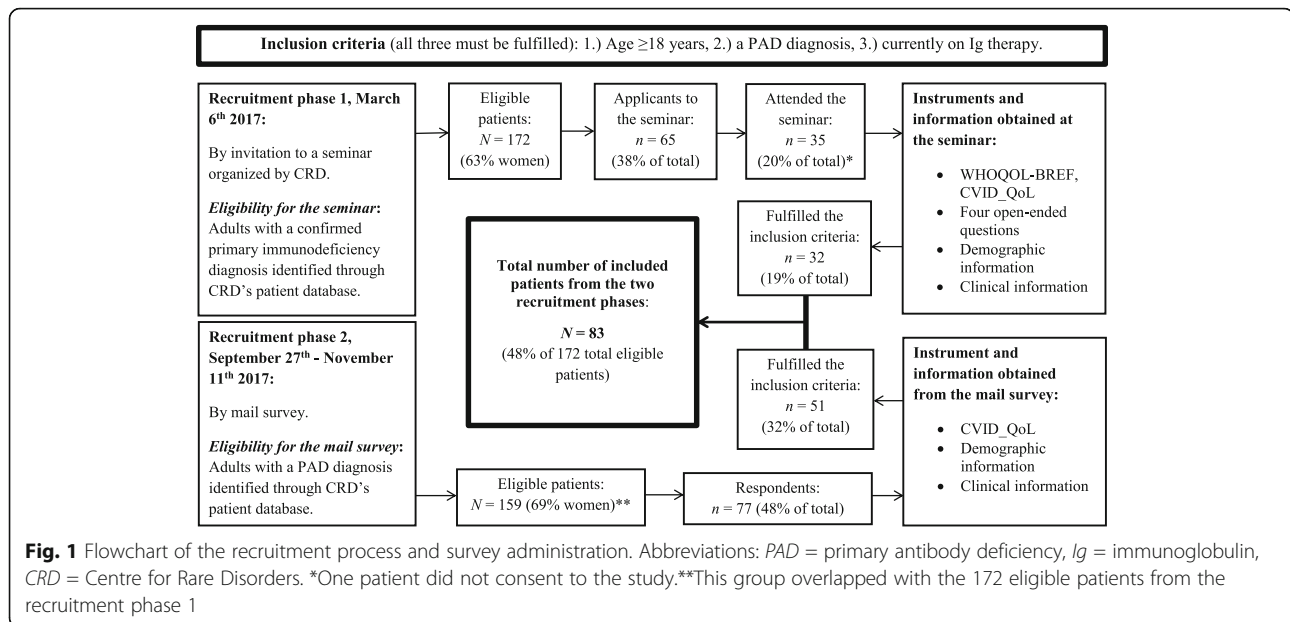 Inclusion criteria (all three must be fulfilled): 1.) Age ≥18 years, 2.) a PAD diagnosis, 3.) currently on Ig therapy.
Recruitment phase 1, March
6th 2017:
By invitation to a seminar
organized by CRD.
Eligibility for the seminar:
Adults with a confirmed
primary immunodeficiency
diagnosis identified through
CRD's patient database.
Eligible
patients:
N = 172
(63% women)
Applicants to
the seminar:
n = 65
(38% of total)
Attended the
seminar:
n = 35
(20% of total)*
Instruments and
information obtained at
the seminar:
• WHOQOL-BREF,
CVID_QoL
• Four open-ended
questions
• Demographic
information
• Clinical information
Fulfilled the
inclusion criteria:
n = 32
(19% of total)
Total number of included
patients from the two
recruitment phases:
N = 83
(48% of 172 total eligible
patients)
Recruitment phase 2,
September 27th - November
11th 2017:
By mail survey.
Eligibility for the mail survey:
Adults with a PAD diagnosis
identified through CRD's
patient database.
Eligible patients:
N = 159 (69% women)**
Respondents:
n = 77 (48% of total)
Instrument and
information obtained
from the mail survey:
• CVID_QoL
• Demographic
information
• Clinical information
Fulfilled the
inclusion criteria:
n = 51
(32% of total)
Fig. 1 Flowchart of the recruitment process and survey administration. Abbreviations: PAD = primary antibody deficiency, Ig = immunoglobulin,
CRD = Centre for Rare Disorders. *One patient did not consent to the study.**This group overlapped with the 172 eligible patients from the
recruitment phase 1